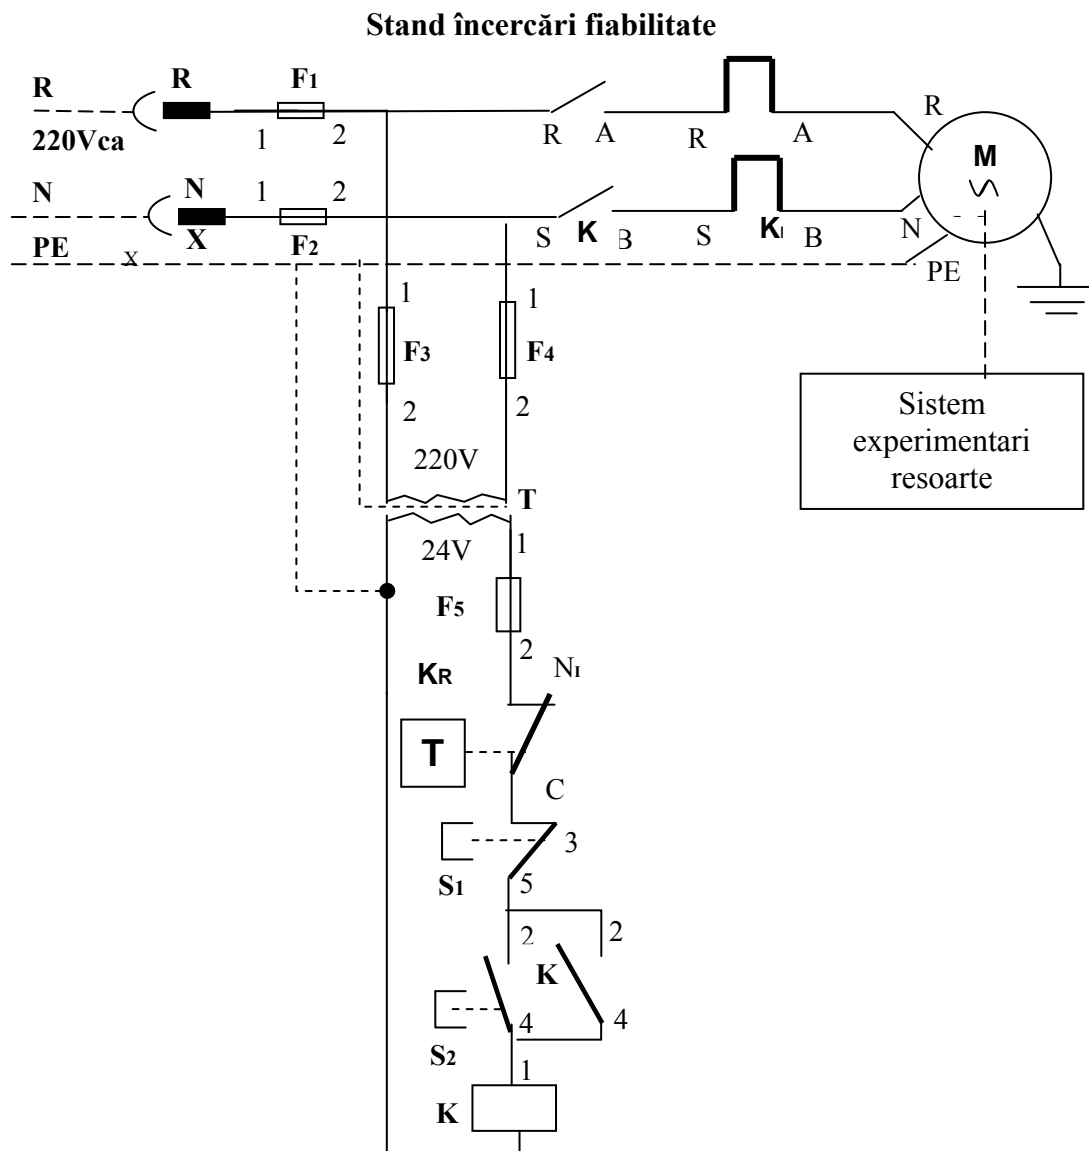 Stand încercări fiabilitate
R R F1 R
220Vca 1 2 R A R A
M
N N 1 2
PE X F2 S K B S K B N
x PE
1 1
F3 F4
2 2
Sistem
experimentari
resoarte
220V
T
24V 1
F5
2
KR NI
T
C
3
S1 5
2 2
K
4 4
S2
1
K